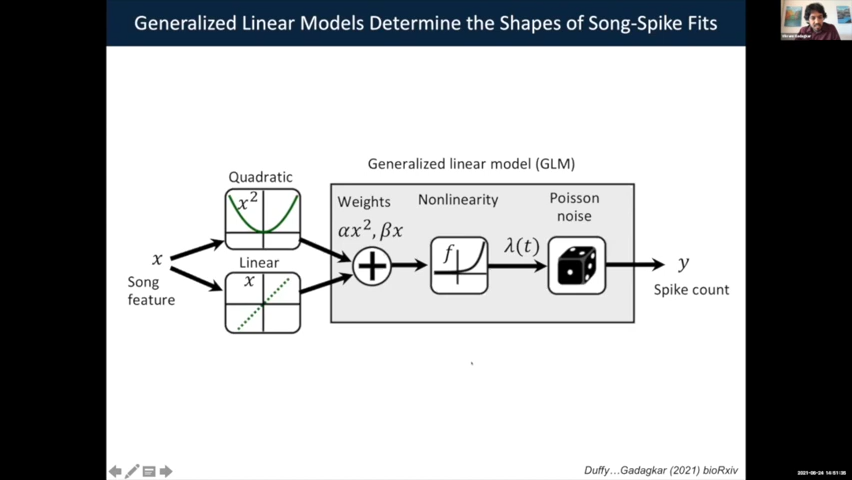 Generalized Linear Models Determine the Shapes of Song-Spike Fits
Generalized linear model (GLM)
Quadratic
x²
Weights
αx², βx
Nonlinearity
f
λ(t)
Poisson
noise
x
Song
feature
Linear
x
y
Spike count
Duffy…Gadagkar (2021) bioRxiv